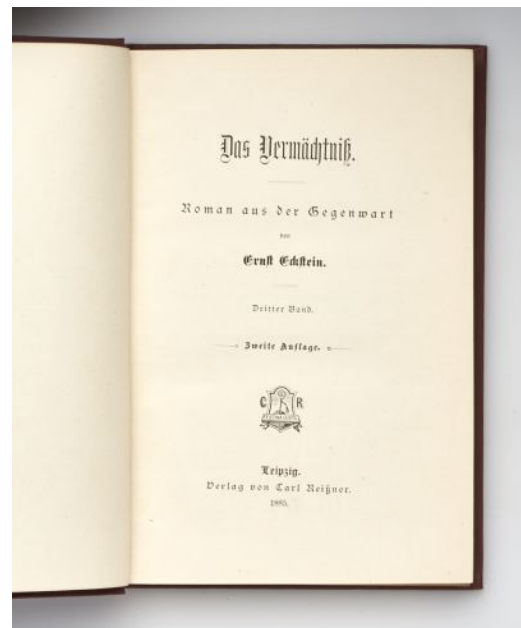 Das Vermächtniß.
Roman aus der Gegenwart
von
Ernst Eckstein.
Dritter Band.
Zweite Auflage.
C R
Leipzig.
Verlag von Carl Reißner.
1885.